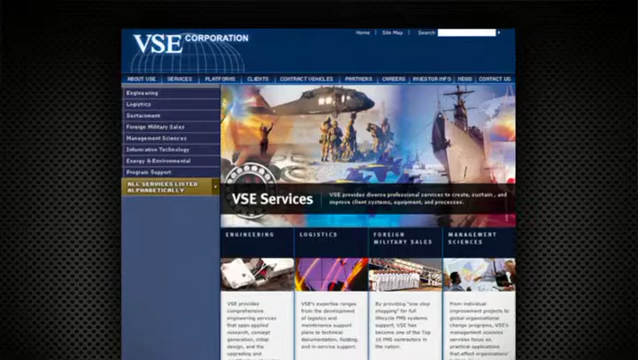 VSE CORPORATION
Home | Site Map | Search:
ABOUT VSE | SERVICES | PLATFORMS | CLIENTS | CONTRACT VEHICLES | PARTNERS | CAREERS | INVESTOR INFO | NEWS | CONTACT US
Engineering
Logistics
Sustainment
Foreign Military Sales
Management Sciences
Information Technology
Energy & Environmental
Program Support
ALL SERVICES LISTED
ALPHABETICALLY
VSE Services
VSE provides diverse professional services to create, sustain, and
improve client systems, equipment, and processes.
ENGINEERING
LOGISTICS
FOREIGN
MILITARY SALES
MANAGEMENT
SCIENCES
VSE provides
comprehensive
engineering services
that span applied
research, concept
generation, initial
design, and the
upgrading and
VSE's expertise ranges
from the development
of logistics and
maintenance support
plans to technical
documentation, fielding,
and in-service support.
By providing "one stop
shopping" for full
lifecycle FMS systems
support, VSE has
become one of the Top
10 FMS contractors in
the nation.
From individual
improvement projects to
global organizational
change programs, VSE's
management sciences
services focus on
practical applications
that affect organizations